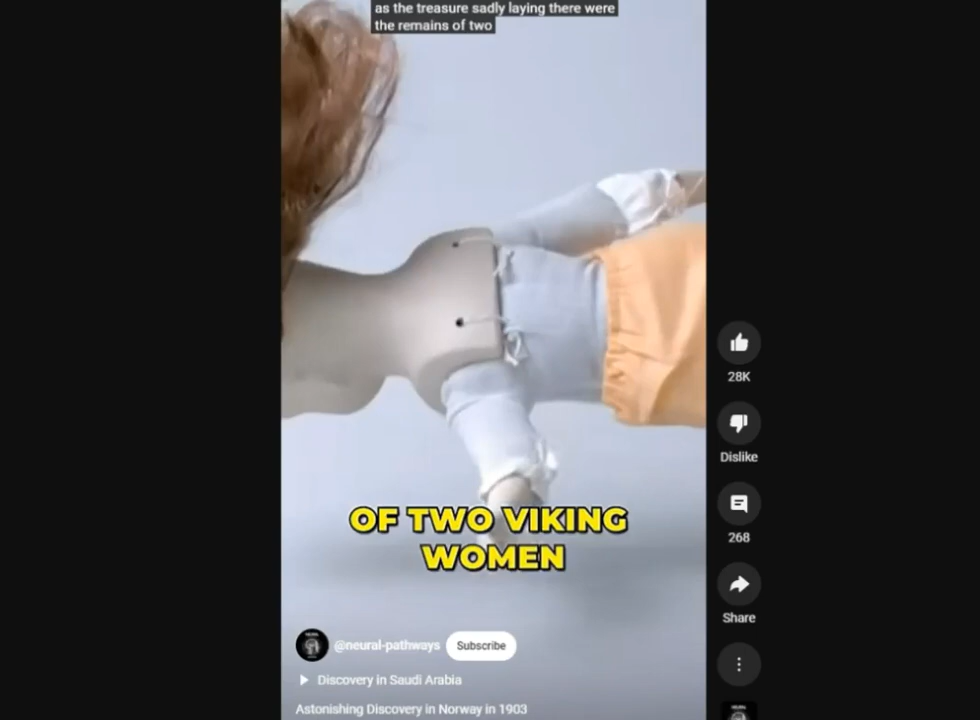 as the treasure sadly laying there were
the remains of two
OF TWO VIKING
WOMEN
28K
Dislike
268
Share
@neural-pathways Subscribe
Discovery in Saudi Arabia
Astonishing Discovery in Norway in 1903